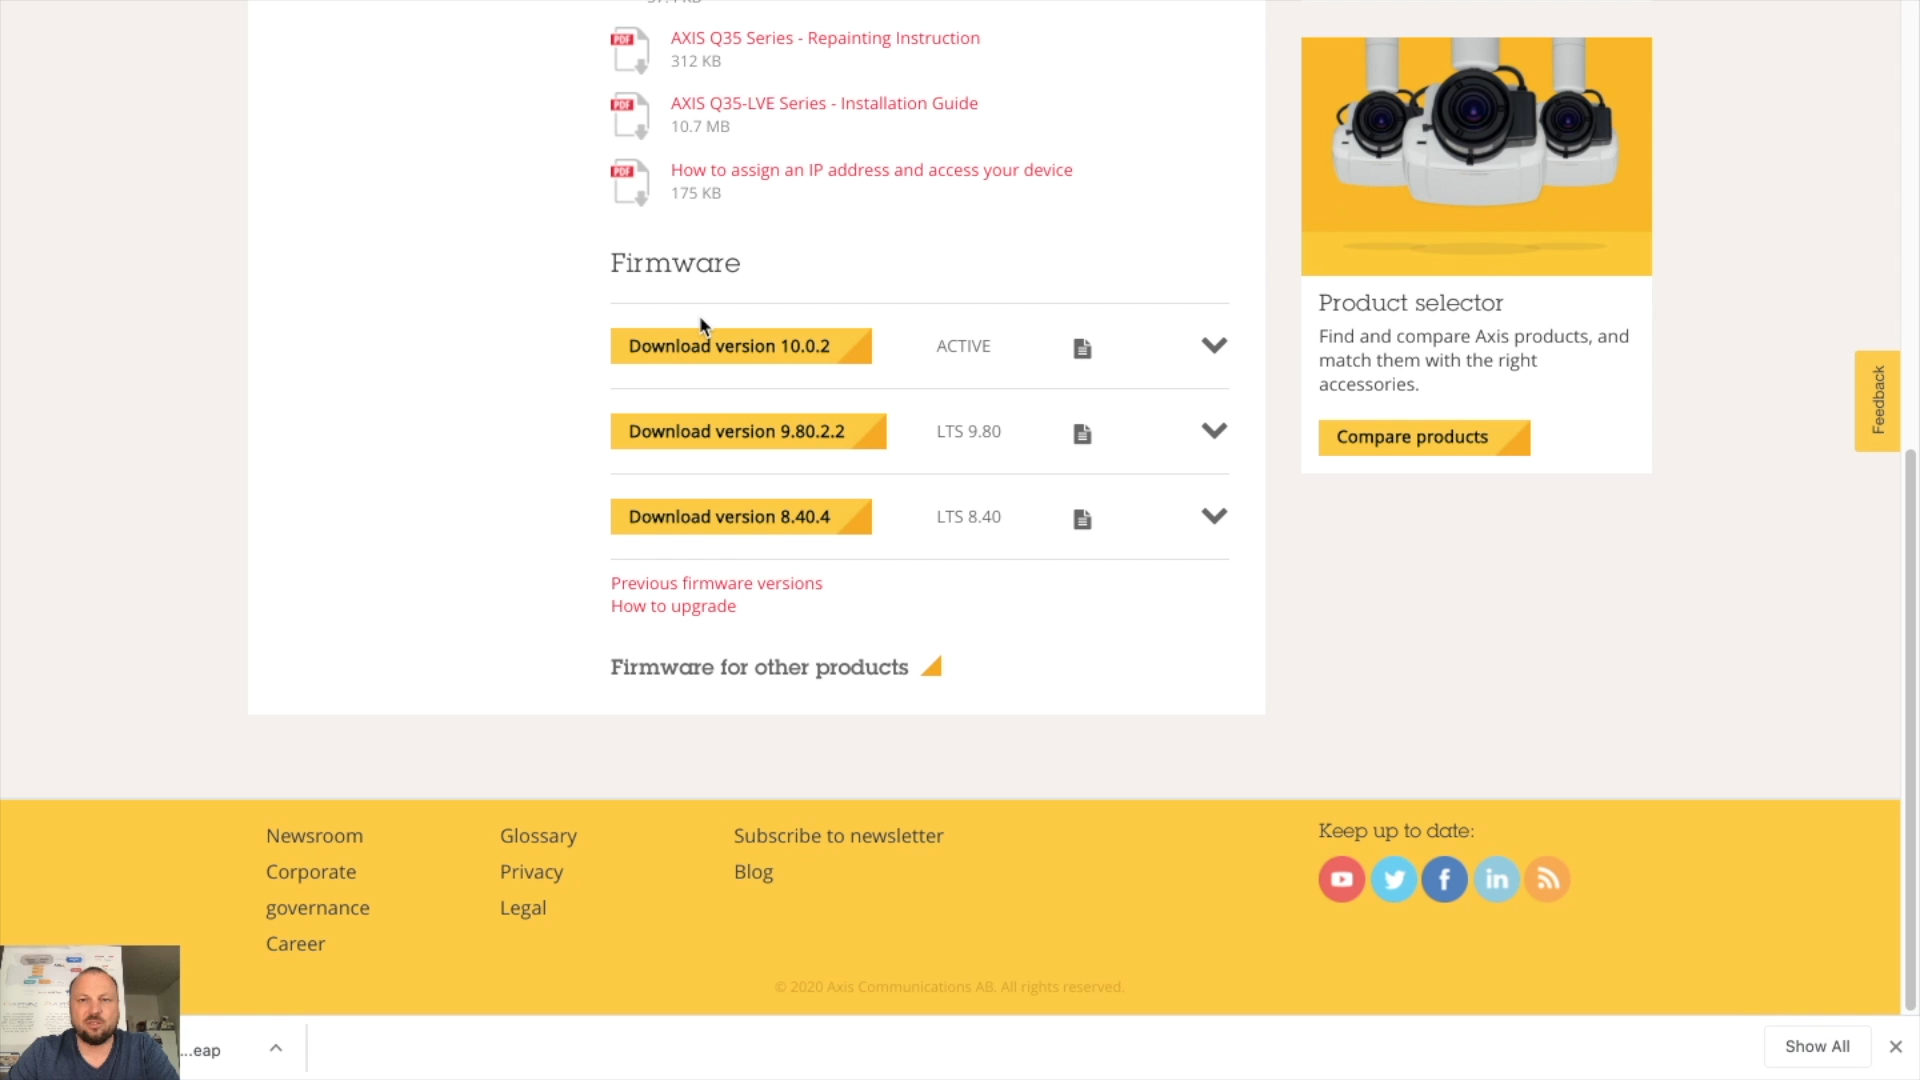 AXIS Q35 Series - Repainting Instruction
312 KB
AXIS Q35-LVE Series - Installation Guide
10.7 MB
How to assign an IP address and access your device
175 KB
Firmware
Download version 10.0.2 ACTIVE
Download version 9.80.2.2 LTS 9.80
Download version 8.40.4 LTS 8.40
Previous firmware versions
How to upgrade
Firmware for other products
Product selector
Find and compare Axis products, and
match them with the right
accessories.
Compare products
Feedback
Newsroom
Corporate
governance
Career
Glossary
Privacy
Legal
Subscribe to newsletter
Blog
Keep up to date:
© 2020 Axis Communications AB. All rights reserved.
...eap
Show All